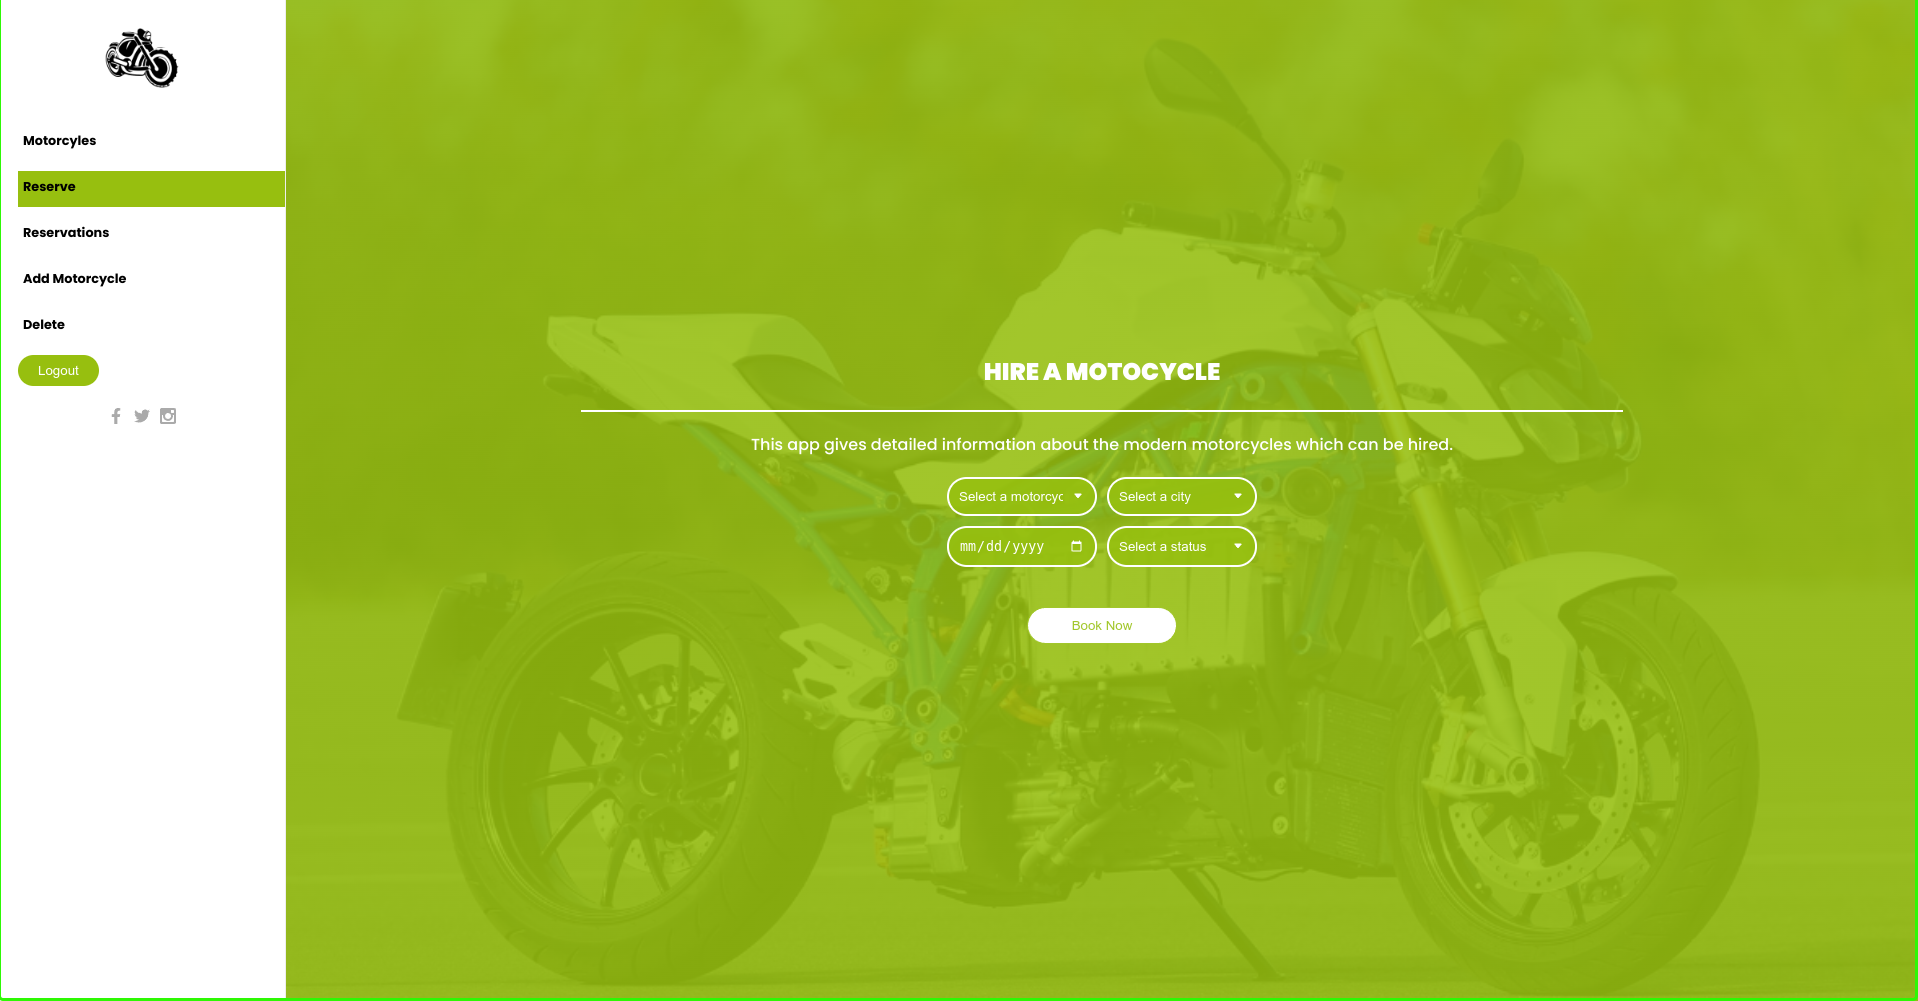 Motorcyles
Reserve
Reservations
Add Motorcycle
Delete
Logout
HIRE A MOTOCYCLE
This app gives detailed information about the modern motorcycles which can be hired.
Select a motorcyc
Select a city
mm/dd/yyyy
Select a status
Book Now